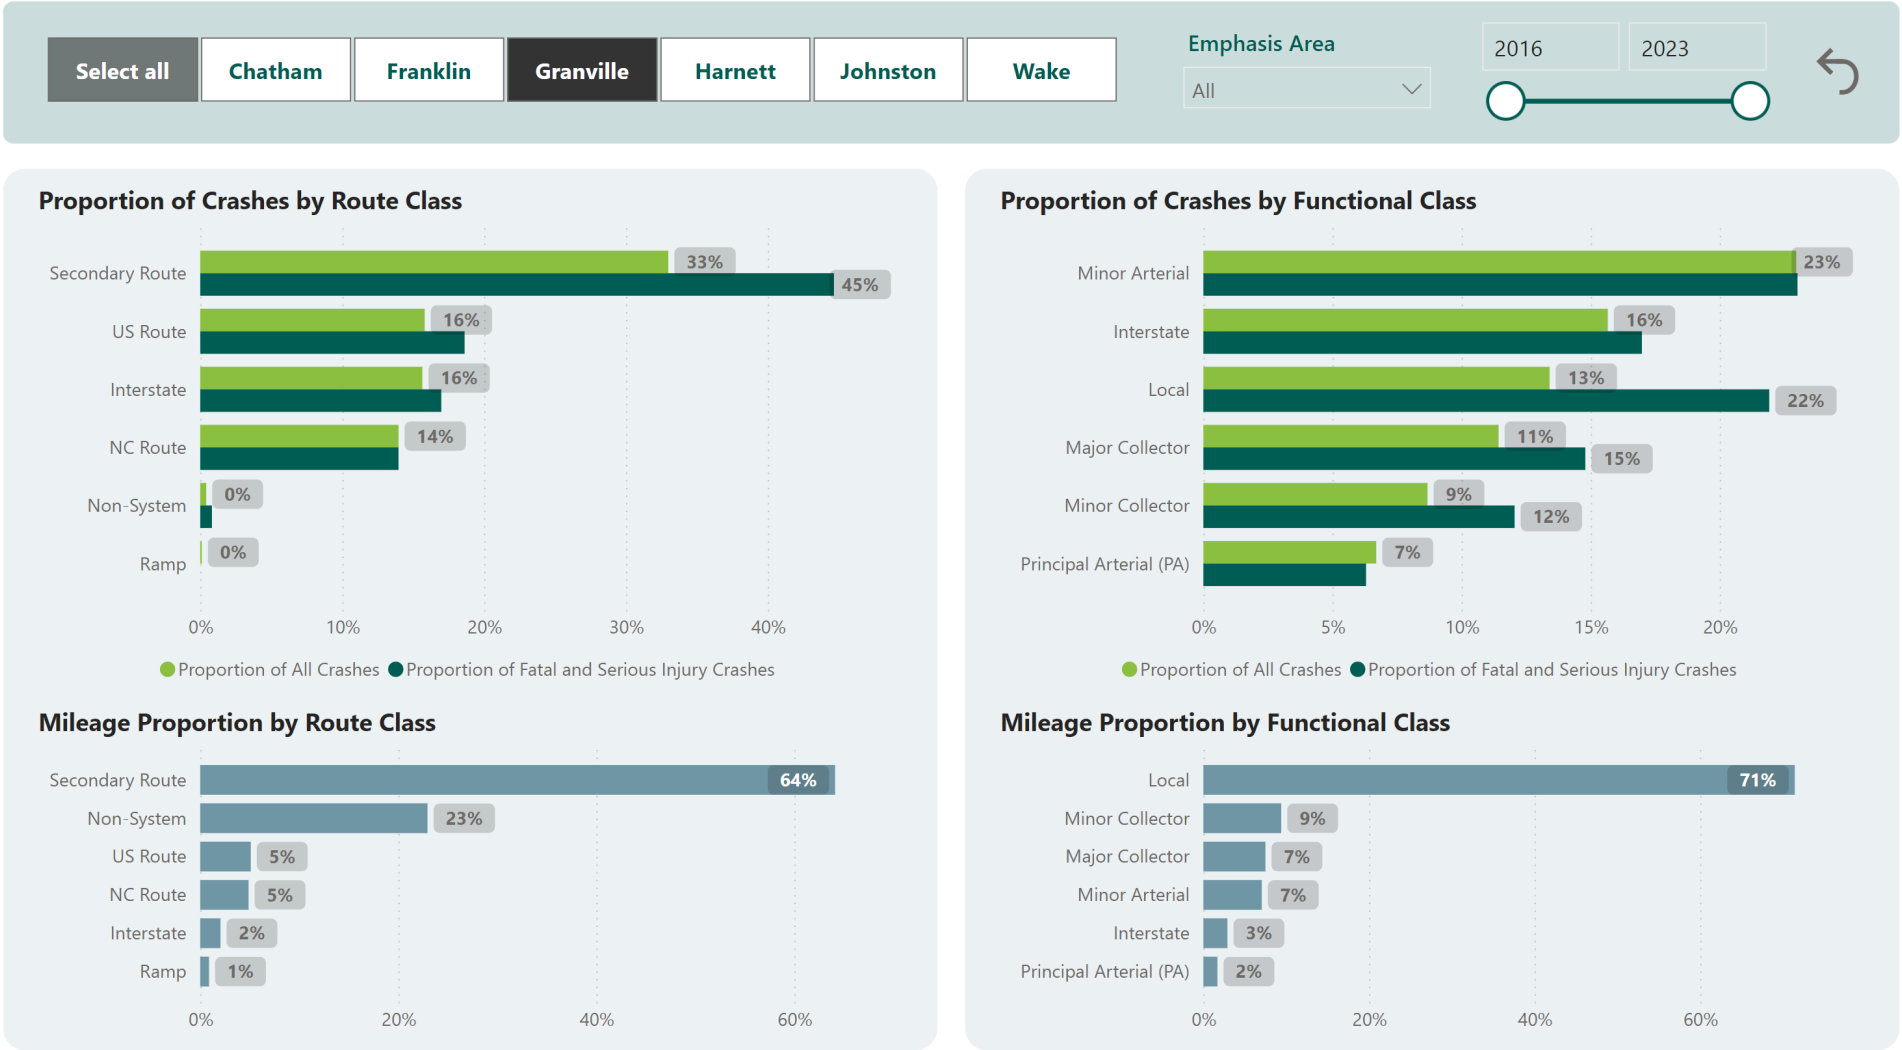 Select all
Chatham
Franklin
Granville
Harnett
Johnston
Wake
Emphasis Area
All
2016
2023
Proportion of Crashes by Route Class
Secondary Route
33%
45%
US Route
16%
Interstate
16%
NC Route
14%
Non-System
0%
Ramp
0%
0% 10% 20% 30% 40%
Proportion of All Crashes Proportion of Fatal and Serious Injury Crashes
Mileage Proportion by Route Class
Secondary Route 64%
Non-System 23%
US Route 5%
NC Route 5%
Interstate 2%
Ramp 1%
0% 20% 40% 60%
Proportion of Crashes by Functional Class
Minor Arterial
23%
Interstate
16%
Local
13%
22%
Major Collector
11%
15%
Minor Collector
9%
12%
Principal Arterial (PA)
7%
0% 5% 10% 15% 20%
Proportion of All Crashes Proportion of Fatal and Serious Injury Crashes
Mileage Proportion by Functional Class
Local 71%
Minor Collector 9%
Major Collector 7%
Minor Arterial 7%
Interstate 3%
Principal Arterial (PA) 2%
0% 20% 40% 60%